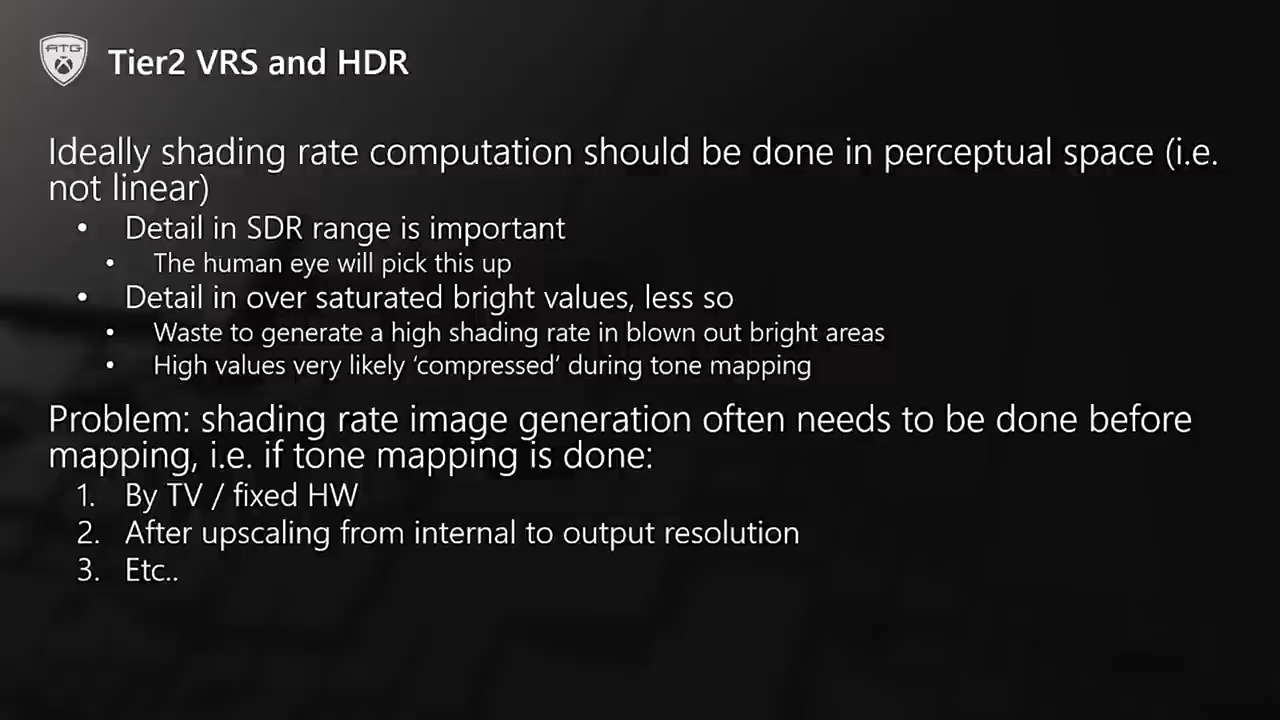 ATG
Tier2 VRS and HDR
Ideally shading rate computation should be done in perceptual space (i.e.
not linear)
• Detail in SDR range is important
• The human eye will pick this up
• Detail in over saturated bright values, less so
• Waste to generate a high shading rate in blown out bright areas
• High values very likely ‘compressed’ during tone mapping
Problem: shading rate image generation often needs to be done before
mapping, i.e. if tone mapping is done:
1. By TV / fixed HW
2. After upscaling from internal to output resolution
3. Etc..